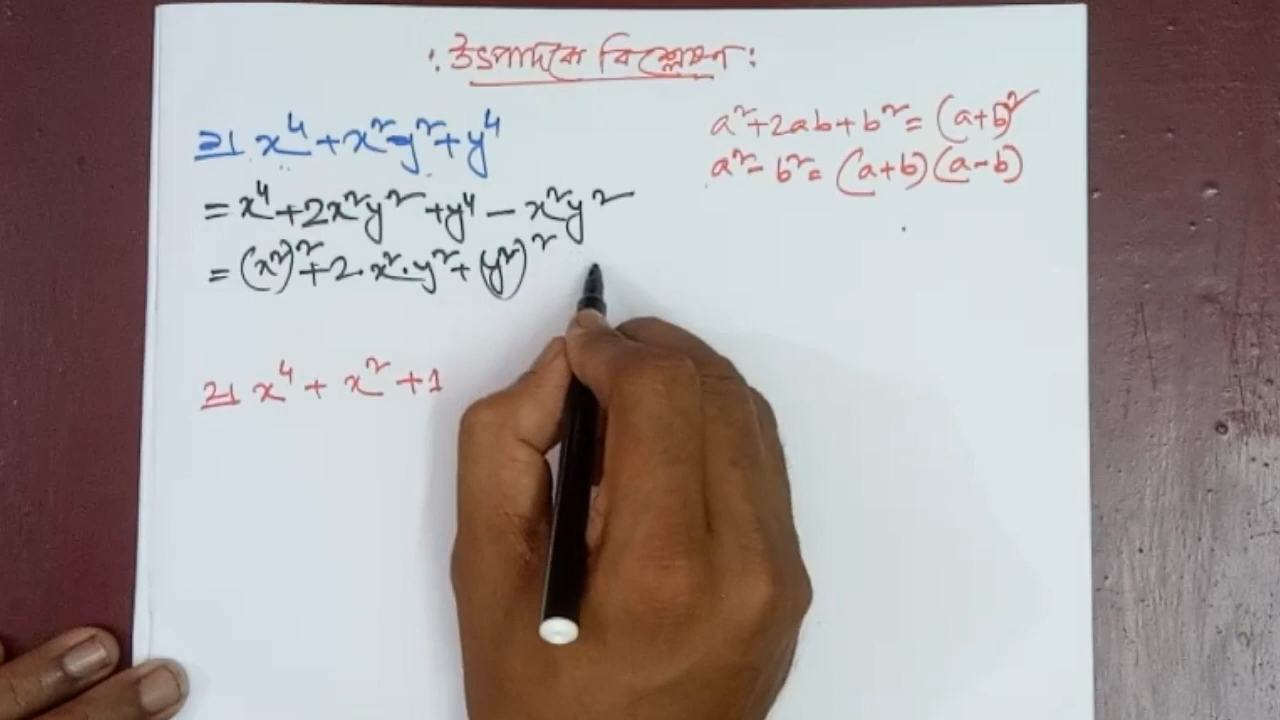 : উৎপাদকে বিশ্লেষণ :
১। x⁴ + x²y² + y⁴
a² + 2ab + b² = (a+b)²
a² - b² = (a+b)(a-b)
= x⁴ + 2x²y² + y⁴ - x²y²
= (x²)² + 2·x²·y² + (y²)²
২। x⁴ + x² + 1